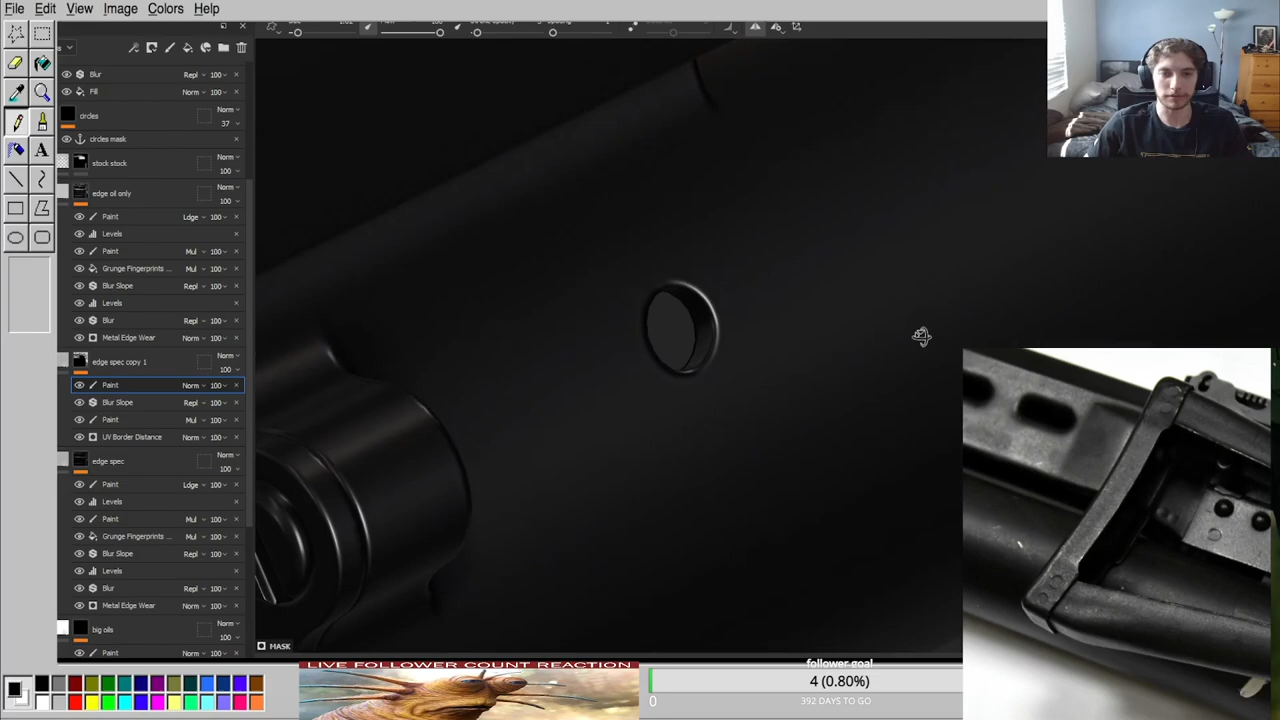 File Edit View Image Colors Help
Blur Repl 100
Fill Norm 100
circles Norm 37
circles mask
stock stock Norm 100
edge oil only Norm 100
Paint Ldge 100
Levels
Paint Mul 100
Grunge Fingerprints ... Mul 100
Blur Slope Repl 100
Levels
Blur Repl 100
Metal Edge Wear Norm 100
edge spec copy 1 Norm 100
Paint Norm 100
Blur Slope Repl 100
Paint Mul 100
UV Border Distance Norm 100
edge spec Norm 100
Paint Ldge 100
Levels
Paint Mul 100
Grunge Fingerprints ... Mul 100
Blur Slope Repl 100
Levels
Blur Repl 100
Metal Edge Wear Norm 100
big oils Norm 100
Paint Norm 100
MASK
LIVE FOLLOWER COUNT REACTION
follower goal
4 (0.80%)
0
392 DAYS TO GO